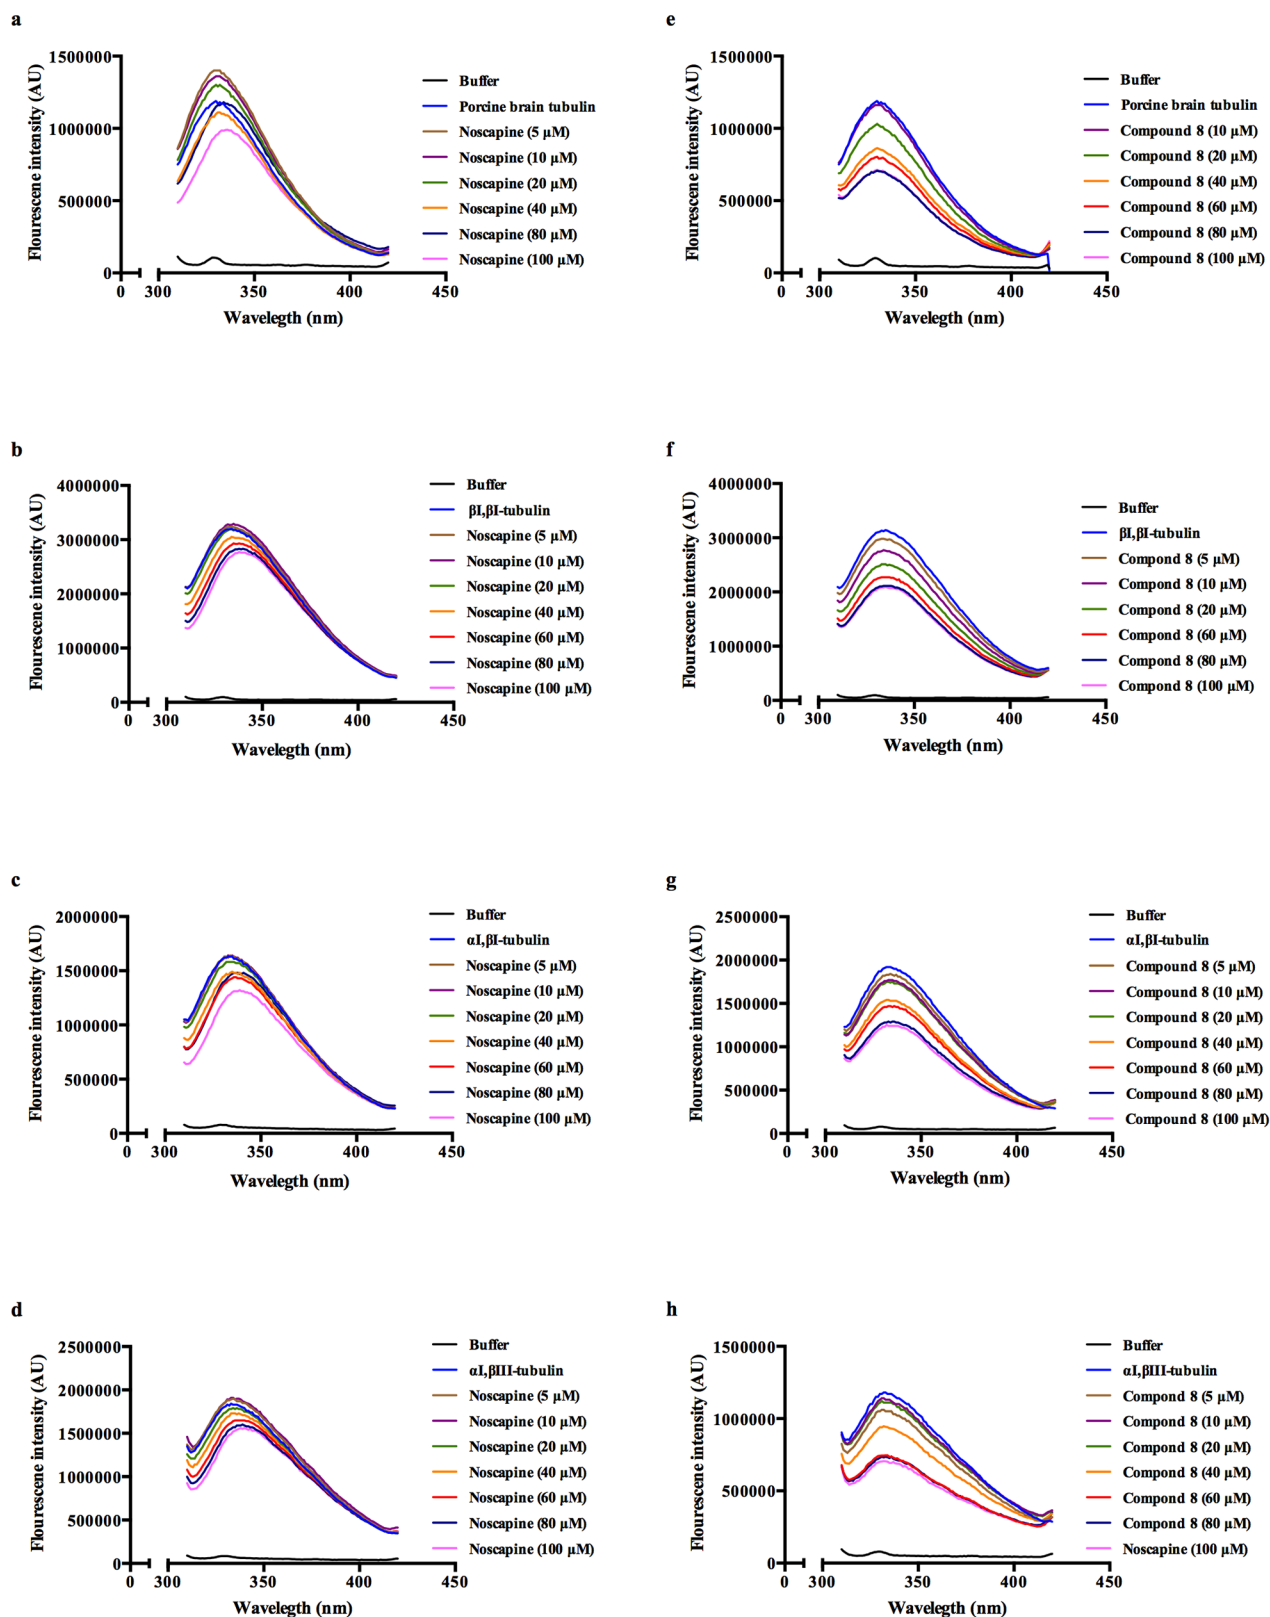 a
Flourescene intensity (AU)
1500000
1000000
500000
0
0 300 350 400 450
Wavelegth (nm)
Buffer
Porcine brain tubulin
Noscapine (5 µM)
Noscapine (10 µM)
Noscapine (20 µM)
Noscapine (40 µM)
Noscapine (80 µM)
Noscapine (100 µM)
e
Flourescene intensity (AU)
1500000
1000000
500000
0
0 300 350 400 450
Wavelegth (nm)
Buffer
Porcine brain tubulin
Compound 8 (10 µM)
Compound 8 (20 µM)
Compound 8 (40 µM)
Compound 8 (60 µM)
Compound 8 (80 µM)
Compound 8 (100 µM)
b
Flourescene intensity (AU)
4000000
3000000
2000000
1000000
0
0 300 350 400 450
Wavelegth (nm)
Buffer
βI,βI-tubulin
Noscapine (5 µM)
Noscapine (10 µM)
Noscapine (20 µM)
Noscapine (40 µM)
Noscapine (60 µM)
Noscapine (80 µM)
Noscapine (100 µM)
f
Flourescene intensity (AU)
4000000
3000000
2000000
1000000
0
0 300 350 400 450
Wavelegth (nm)
Buffer
βI,βI-tubulin
Compond 8 (5 µM)
Compond 8 (10 µM)
Compond 8 (20 µM)
Compond 8 (60 µM)
Compond 8 (80 µM)
Compond 8 (100 µM)
c
Flourescene intensity (AU)
2000000
1500000
1000000
500000
0
0 300 350 400 450
Wavelegth (nm)
Buffer
αI,βI-tubulin
Noscapine (5 µM)
Noscapine (10 µM)
Noscapine (20 µM)
Noscapine (40 µM)
Noscapine (60 µM)
Noscapine (80 µM)
Noscapine (100 µM)
g
Flourescene intensity (AU)
2500000
2000000
1500000
1000000
500000
0
0 300 350 400 450
Wavelegth (nm)
Buffer
αI,βI-tubulin
Compound 8 (5 µM)
Compound 8 (10 µM)
Compound 8 (20 µM)
Compound 8 (40 µM)
Compound 8 (60 µM)
Compound 8 (80 µM)
Compound 8 (100 µM)
d
Flourescene intensity (AU)
2500000
2000000
1500000
1000000
500000
0
0 300 350 400 450
Wavelegth (nm)
Buffer
αI,βIII-tubulin
Noscapine (5 µM)
Noscapine (10 µM)
Noscapine (20 µM)
Noscapine (40 µM)
Noscapine (60 µM)
Noscapine (80 µM)
Noscapine (100 µM)
h
Flourescene intensity (AU)
1500000
1000000
500000
0
0 300 350 400 450
Wavelegth (nm)
Buffer
αI,βIII-tubulin
Compond 8 (5 µM)
Compond 8 (10 µM)
Compond 8 (20 µM)
Compond 8 (40 µM)
Compond 8 (60 µM)
Compond 8 (80 µM)
Noscapine (100 µM)